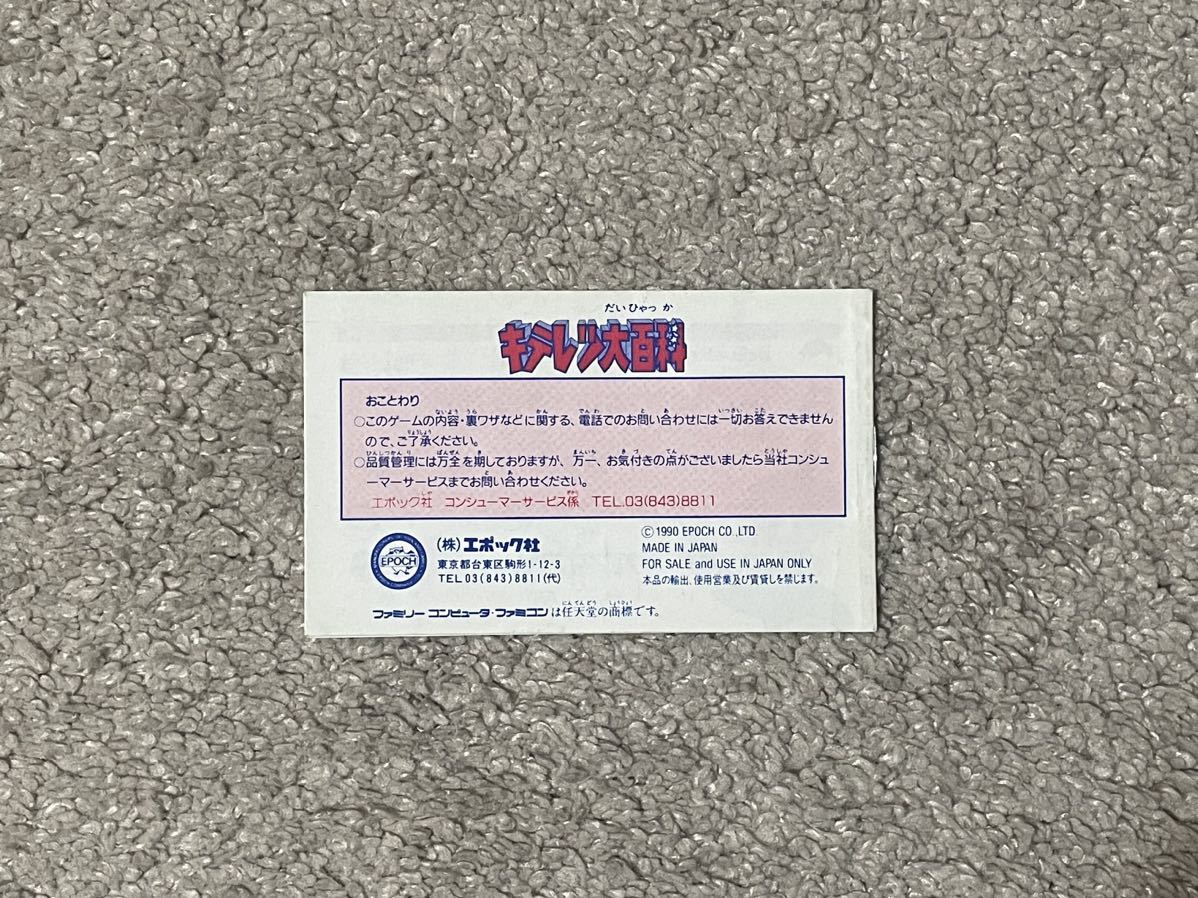 だいひゃっか
キテレツ大百科
おことわり
○このゲームの内容・裏ワザなどに関する、電話でのお問い合わせには一切お答えできません
ので、ご了承ください。
○品質管理には万全を期しておりますが、万一、お気付きの点がございましたら当社コンシュ
ーマーサービスまでお問い合わせください。
エポック社 コンシューマーサービス係 TEL.03(843)8811
EPOCH
(株)エポック社
東京都台東区駒形1-12-3
TEL 03(843)8811(代)
©1990 EPOCH CO.,LTD.
MADE IN JAPAN
FOR SALE and USE IN JAPAN ONLY
本品の輸出、使用営業及び賃貸しを禁じます。
ファミリーコンピュータ・ファミコンは任天堂の商標です。